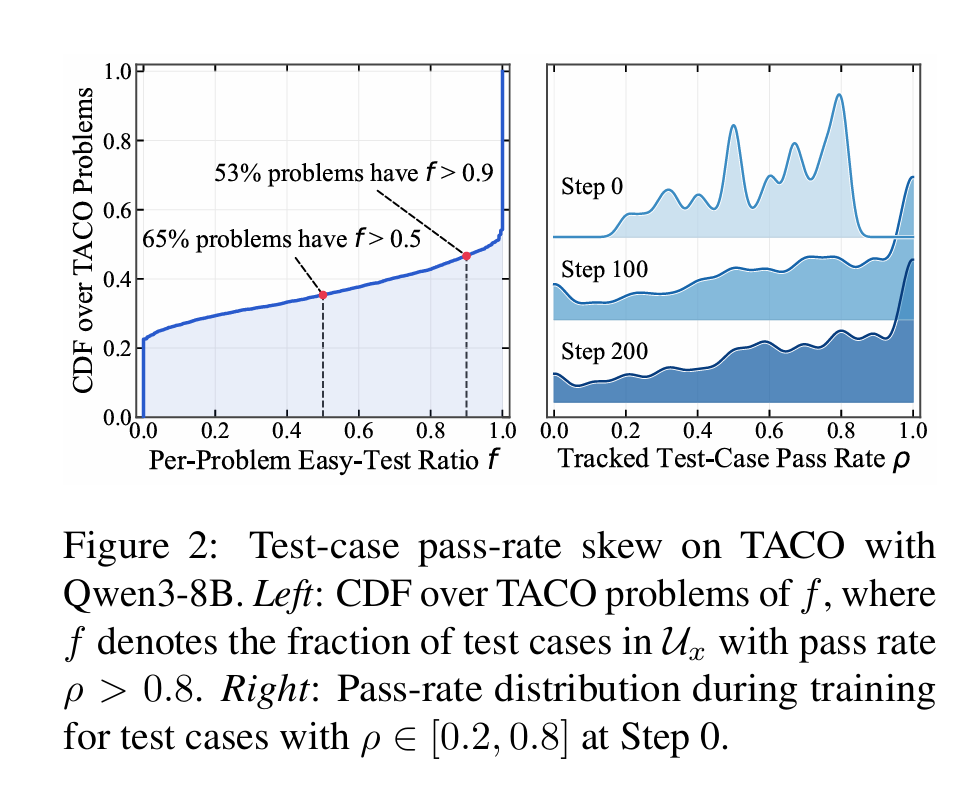 CDF over TACO Problems
1.0
0.8
0.6
0.4
0.2
0.0
53% problems have f > 0.9
65% problems have f > 0.5
0.0 0.2 0.4 0.6 0.8 1.0
Per-Problem Easy-Test Ratio f
Step 0
Step 100
Step 200
0.0 0.2 0.4 0.6 0.8 1.0
Tracked Test-Case Pass Rate ρ
Figure 2: Test-case pass-rate skew on TACO with
Qwen3-8B. Left: CDF over TACO problems of f, where
f denotes the fraction of test cases in 𝒰ₓ with pass rate
ρ > 0.8. Right: Pass-rate distribution during training
for test cases with ρ ∈ [0.2, 0.8] at Step 0.